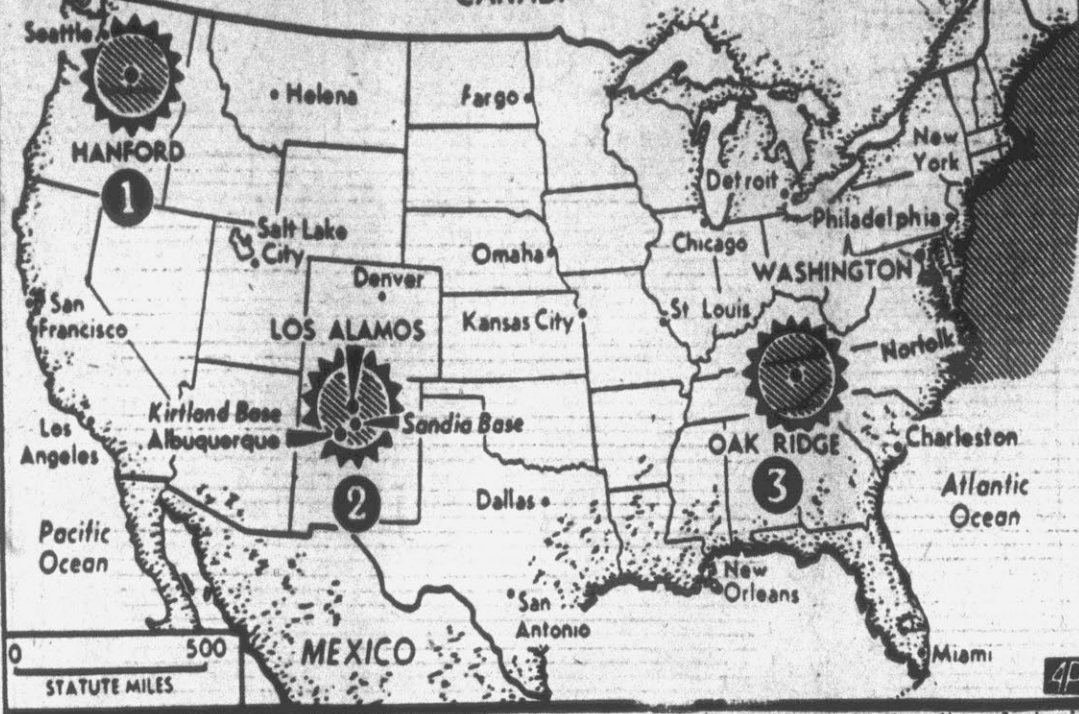 CANADA
Seattle
Helena
Fargo
HANFORD
1
New
York
Detroit
Philadelphia
Salt Lake
City
Chicago
Omaha
WASHINGTON
Denver
San
Francisco
St Louis
Kansas City
LOS ALAMOS
Norfolk
Kirtland Base
Albuquerque
Sandia Base
Los
Angeles
OAK RIDGE
Charleston
2
3
Dallas
Atlantic
Ocean
Pacific
Ocean
New
Orleans
San
Antonio
MEXICO
Miami
0 500
STATUTE MILES
AP